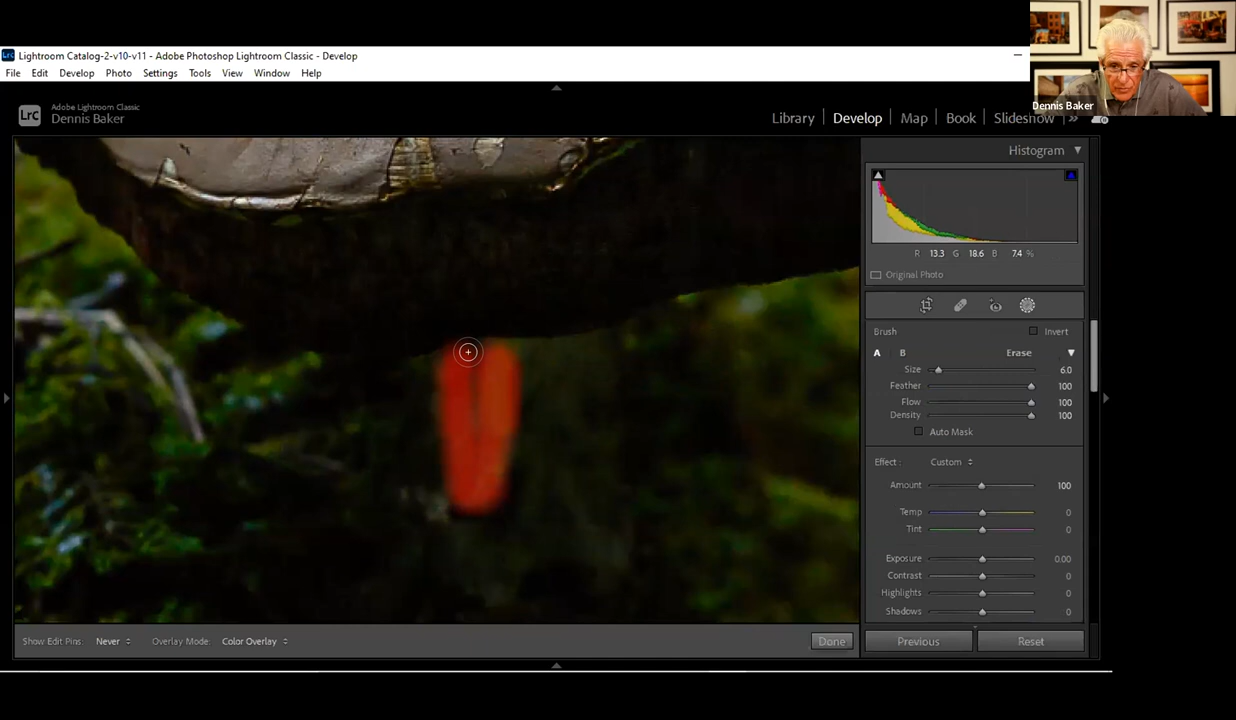 Lrc Lightroom Catalog-2-v10-v11 - Adobe Photoshop Lightroom Classic - Develop
File Edit Develop Photo Settings Tools View Window Help
Dennis Baker
Lrc Adobe Lightroom Classic
Dennis Baker
Library | Develop | Map | Book | Slideshow »
Histogram
R 13.3 G 18.6 B 7.4 %
Original Photo
Brush Invert
A B Erase
Size 6.0
Feather 100
Flow 100
Density 100
Auto Mask
Effect : Custom
Amount 100
Temp 0
Tint 0
Exposure 0.00
Contrast 0
Highlights 0
Shadows 0
Show Edit Pins: Never Overlay Mode: Color Overlay Done Previous Reset